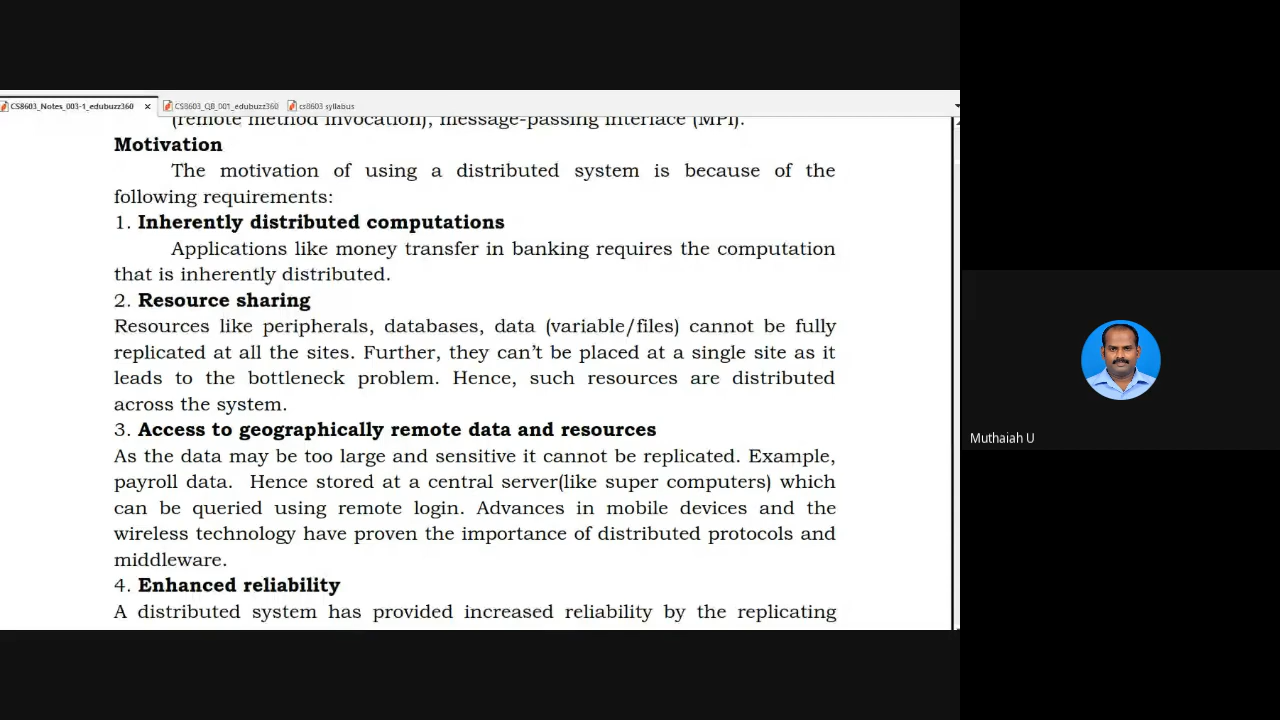 CS8603_Notes_003-1_edubuzz360
CS8603_QB_001_edubuzz360
cs8603 syllabus
(remote method invocation), message-passing interface (MPI).
Motivation
The motivation of using a distributed system is because of the
following requirements:
1. Inherently distributed computations
Applications like money transfer in banking requires the computation
that is inherently distributed.
2. Resource sharing
Resources like peripherals, databases, data (variable/files) cannot be fully
replicated at all the sites. Further, they can’t be placed at a single site as it
leads to the bottleneck problem. Hence, such resources are distributed
across the system.
3. Access to geographically remote data and resources
As the data may be too large and sensitive it cannot be replicated. Example,
payroll data.  Hence stored at a central server(like super computers) which
can be queried using remote login. Advances in mobile devices and the
wireless technology have proven the importance of distributed protocols and
middleware.
4. Enhanced reliability
A distributed system has provided increased reliability by the replicating
Muthaiah U